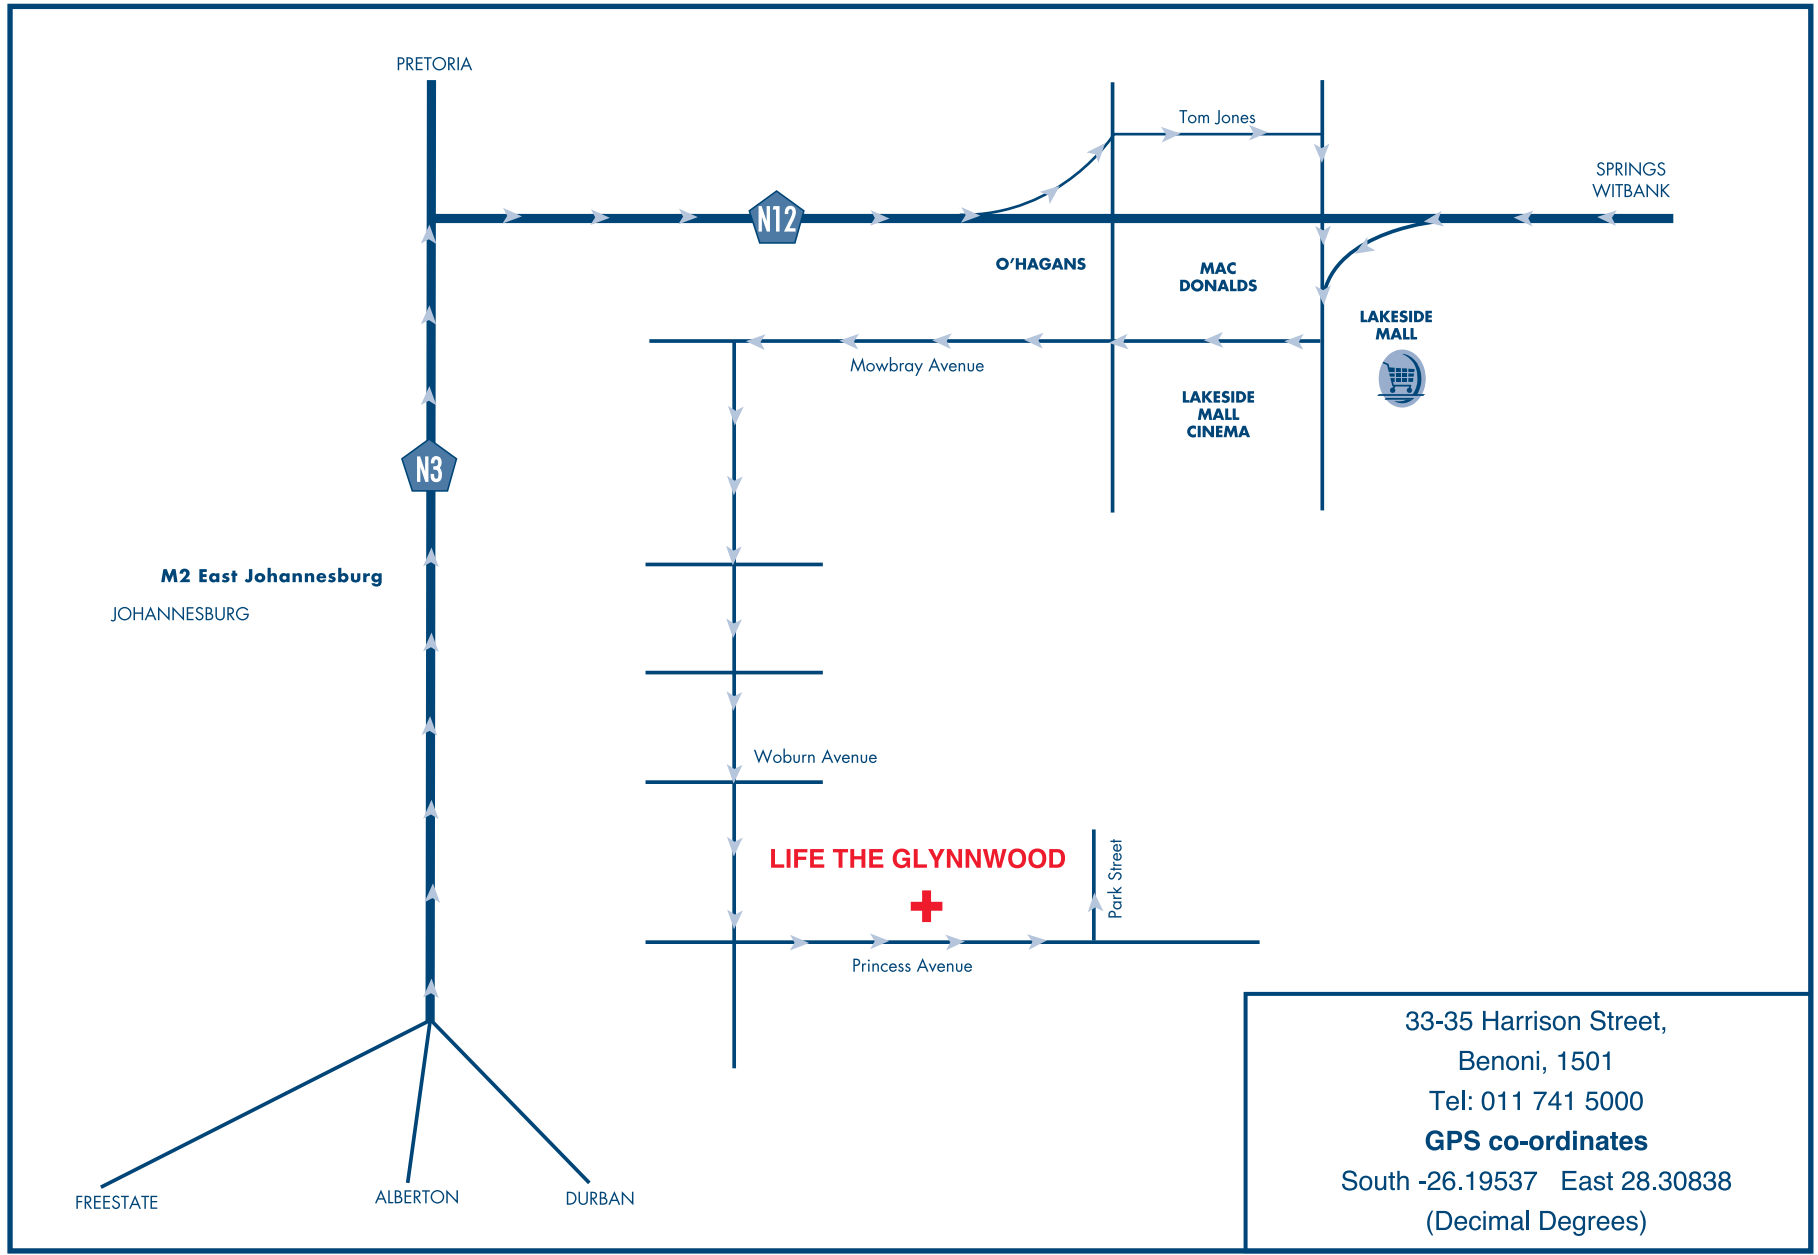 PRETORIA
Tom Jones
SPRINGS
WITBANK
N12
O'HAGANS
MAC
DONALDS
LAKESIDE
MALL
Mowbray Avenue
LAKESIDE
MALL
CINEMA
N3
M2 East Johannesburg
JOHANNESBURG
Woburn Avenue
LIFE THE GLYNNWOOD
Park Street
Princess Avenue
FREESTATE
ALBERTON
DURBAN
33-35 Harrison Street,
Benoni, 1501
Tel: 011 741 5000
GPS co-ordinates
South -26.19537 East 28.30838
(Decimal Degrees)